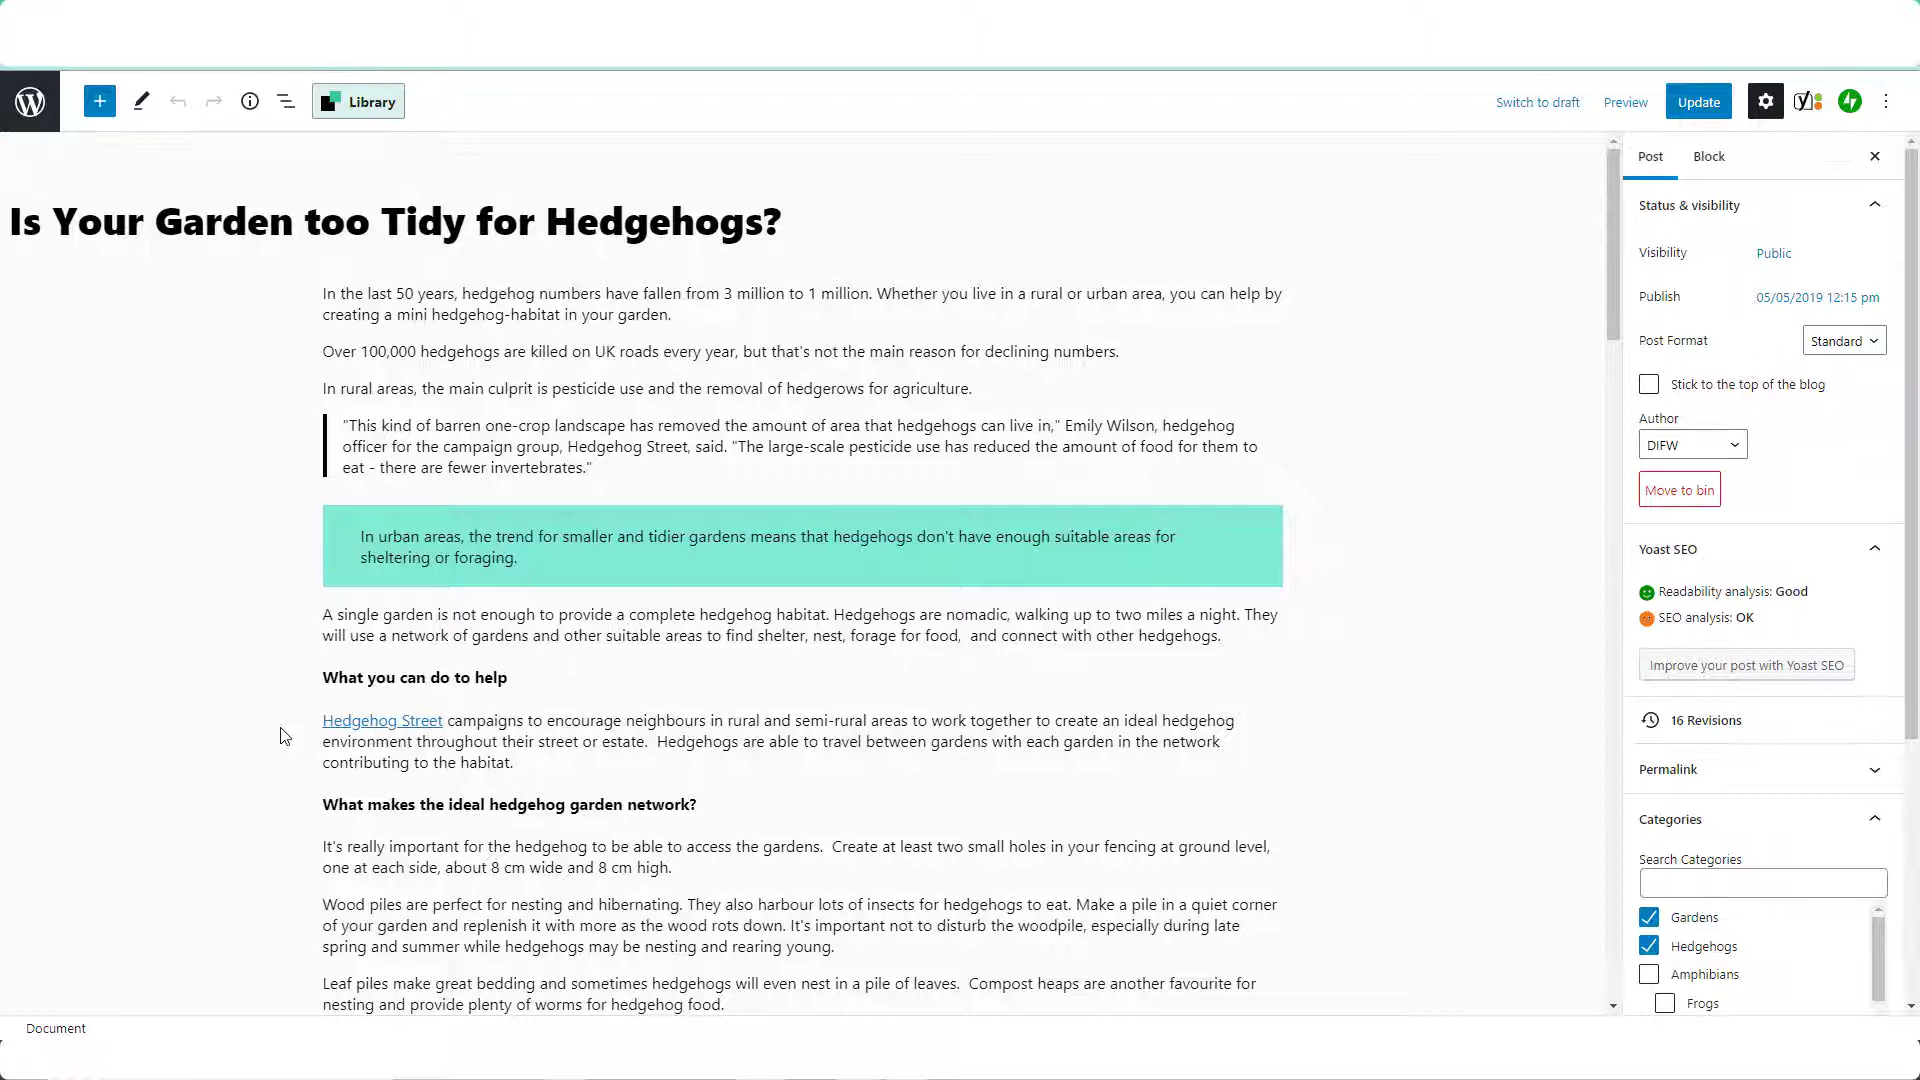 Library
Switch to draft
Preview
Update
Post
Block
Is Your Garden too Tidy for Hedgehogs?
In the last 50 years, hedgehog numbers have fallen from 3 million to 1 million. Whether you live in a rural or urban area, you can help by
creating a mini hedgehog-habitat in your garden.
Over 100,000 hedgehogs are killed on UK roads every year, but that's not the main reason for declining numbers.
In rural areas, the main culprit is pesticide use and the removal of hedgerows for agriculture.
"This kind of barren one-crop landscape has removed the amount of area that hedgehogs can live in," Emily Wilson, hedgehog
officer for the campaign group, Hedgehog Street, said. "The large-scale pesticide use has reduced the amount of food for them to
eat - there are fewer invertebrates."
In urban areas, the trend for smaller and tidier gardens means that hedgehogs don't have enough suitable areas for
sheltering or foraging.
A single garden is not enough to provide a complete hedgehog habitat. Hedgehogs are nomadic, walking up to two miles a night. They
will use a network of gardens and other suitable areas to find shelter, nest, forage for food,  and connect with other hedgehogs.
What you can do to help
Hedgehog Street campaigns to encourage neighbours in rural and semi-rural areas to work together to create an ideal hedgehog
environment throughout their street or estate.  Hedgehogs are able to travel between gardens with each garden in the network
contributing to the habitat.
What makes the ideal hedgehog garden network?
It's really important for the hedgehog to be able to access the gardens.  Create at least two small holes in your fencing at ground level,
one at each side, about 8 cm wide and 8 cm high.
Wood piles are perfect for nesting and hibernating. They also harbour lots of insects for hedgehogs to eat. Make a pile in a quiet corner
of your garden and replenish it with more as the wood rots down. It's important not to disturb the woodpile, especially during late
spring and summer while hedgehogs may be nesting and rearing young.
Leaf piles make great bedding and sometimes hedgehogs will even nest in a pile of leaves.  Compost heaps are another favourite for
nesting and provide plenty of worms for hedgehog food.
Status & visibility
Visibility
Public
Publish
05/05/2019 12:15 pm
Post Format
Standard
Stick to the top of the blog
Author
DIFW
Move to bin
Yoast SEO
Readability analysis: Good
SEO analysis: OK
Improve your post with Yoast SEO
16 Revisions
Permalink
Categories
Search Categories
Gardens
Hedgehogs
Amphibians
Frogs
Document